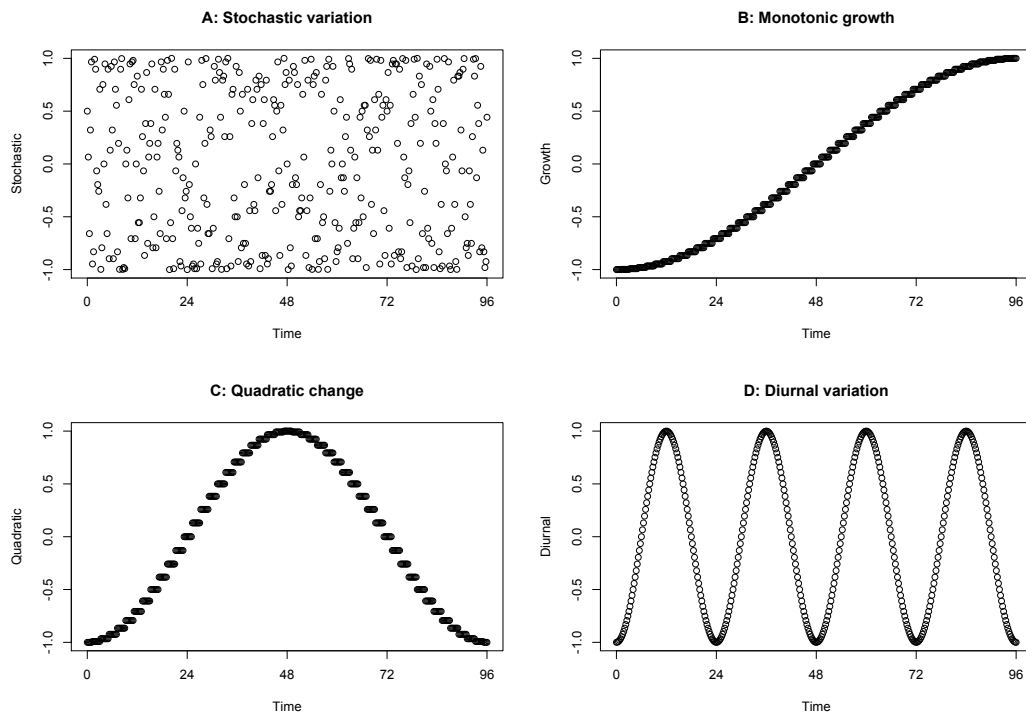 A: Stochastic variation
Stochastic
1.0
0.5
0.0
-0.5
-1.0
0 24 48 72 96
Time
B: Monotonic growth
Growth
1.0
0.5
0.0
-0.5
-1.0
0 24 48 72 96
Time
C: Quadratic change
Quadratic
1.0
0.5
0.0
-0.5
-1.0
0 24 48 72 96
Time
D: Diurnal variation
Diurnal
1.0
0.5
0.0
-0.5
-1.0
0 24 48 72 96
Time